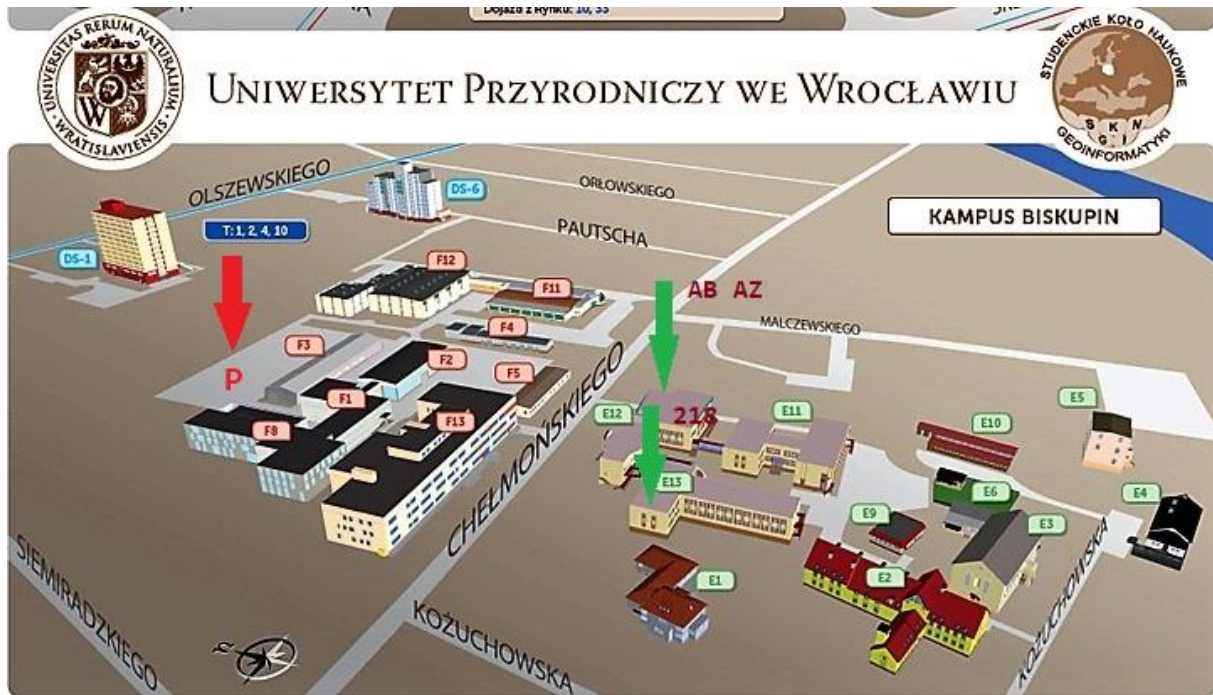 Dojazd z Rynku: 10, 33
UNIVERSITAS RERUM NATURALIUM
WRATISLAVIENSIS
W
UNIWERSYTET PRZYRODNICZY WE WROCŁAWIU
STUDENCKIE KOŁO NAUKOWE
GEOINFORMATYKI
S K N
G I
OLSZEWSKIEGO
DS-6
ORŁOWSKIEGO
KAMPUS BISKUPIN
T: 1, 2, 4, 10
PAUTSCHA
DS-1
F12
F11
AB AZ
F4
MALCZEWSKIEGO
F3
F2
F5
P
F1
F8
F13
CHEŁMOŃSKIEGO
E12
218
E11
E10
E5
E13
E6
E4
E9
E3
E1
E2
KOŻUCHOWSKA
KOŻUCHOWSKA
SIEMIRADZKIEGO